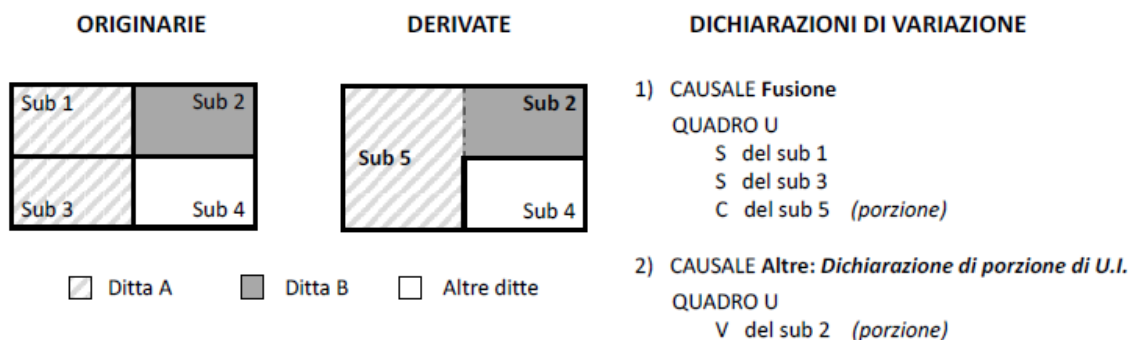 ORIGINARIE
DERIVATE
DICHIARAZIONI DI VARIAZIONE
Sub 1
Sub 2
Sub 3
Sub 4
Sub 2
Sub 5
Sub 4
Ditta A
Ditta B
Altre ditte
1) CAUSALE Fusione
QUADRO U
S del sub 1
S del sub 3
C del sub 5 (porzione)
2) CAUSALE Altre: Dichiarazione di porzione di U.I.
QUADRO U
V del sub 2 (porzione)